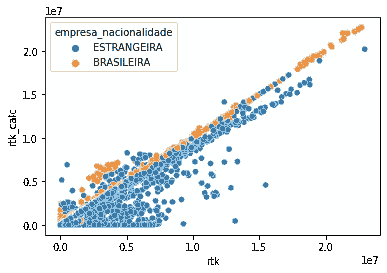 1e7
empresa_nacionalidade
ESTRANGEIRA
BRASILEIRA
2.0
1.5
1.0
0.5
0.0
rtk_calc
0.0 0.5 1.0 1.5 2.0
rtk 1e7